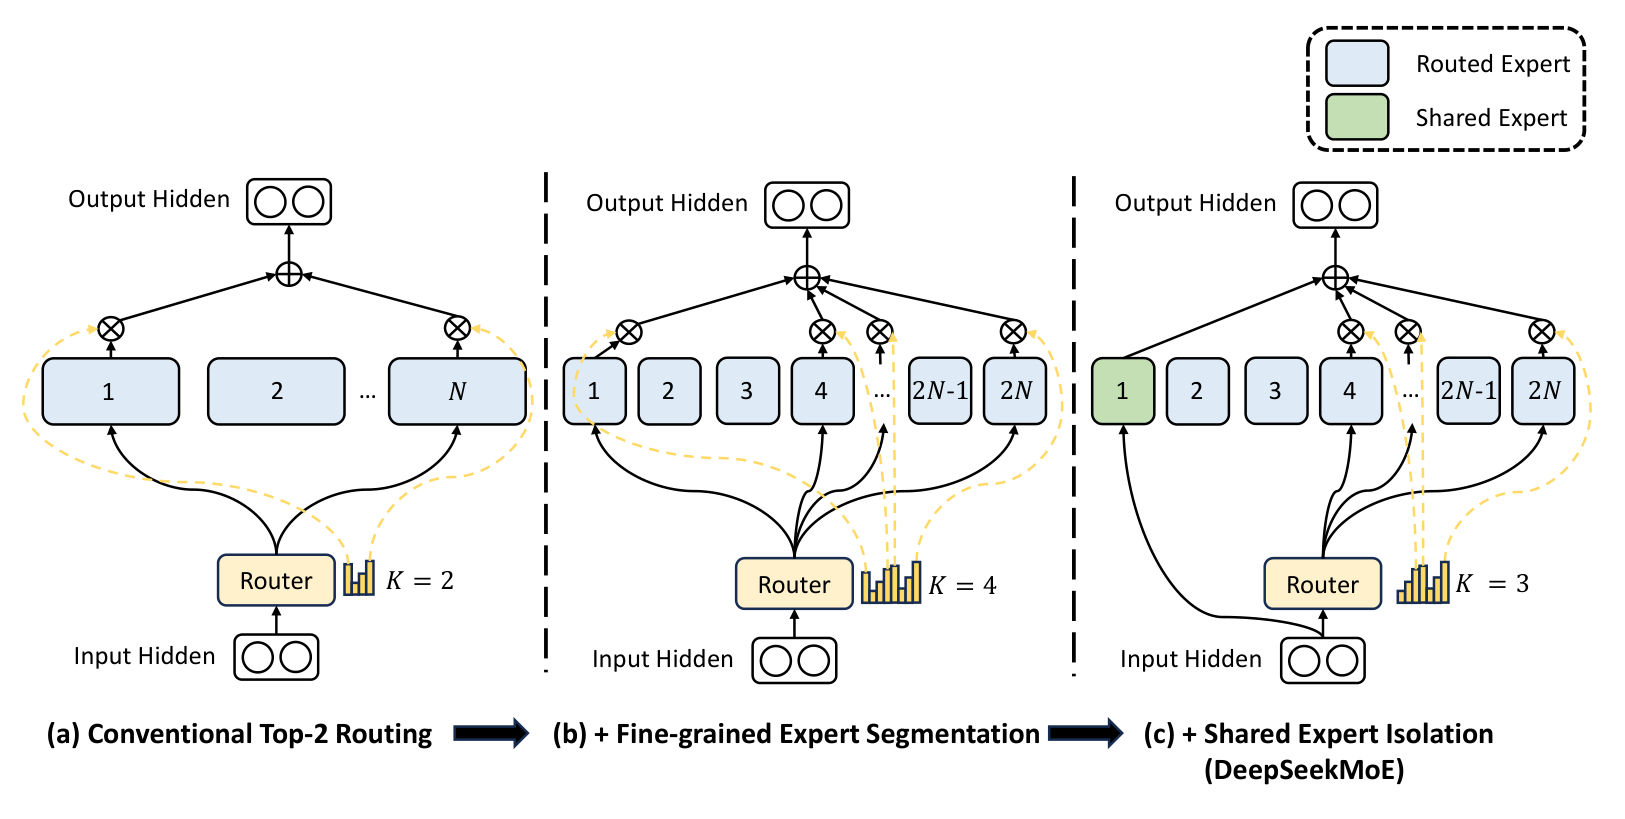 Routed Expert
Shared Expert
Output Hidden
1
2
...
N
Router
K = 2
Input Hidden
(a) Conventional Top-2 Routing
Output Hidden
1
2
3
4
...
2N-1
2N
Router
K = 4
Input Hidden
(b) + Fine-grained Expert Segmentation
Output Hidden
1
2
3
4
...
2N-1
2N
Router
K = 3
Input Hidden
(c) + Shared Expert Isolation
(DeepSeekMoE)